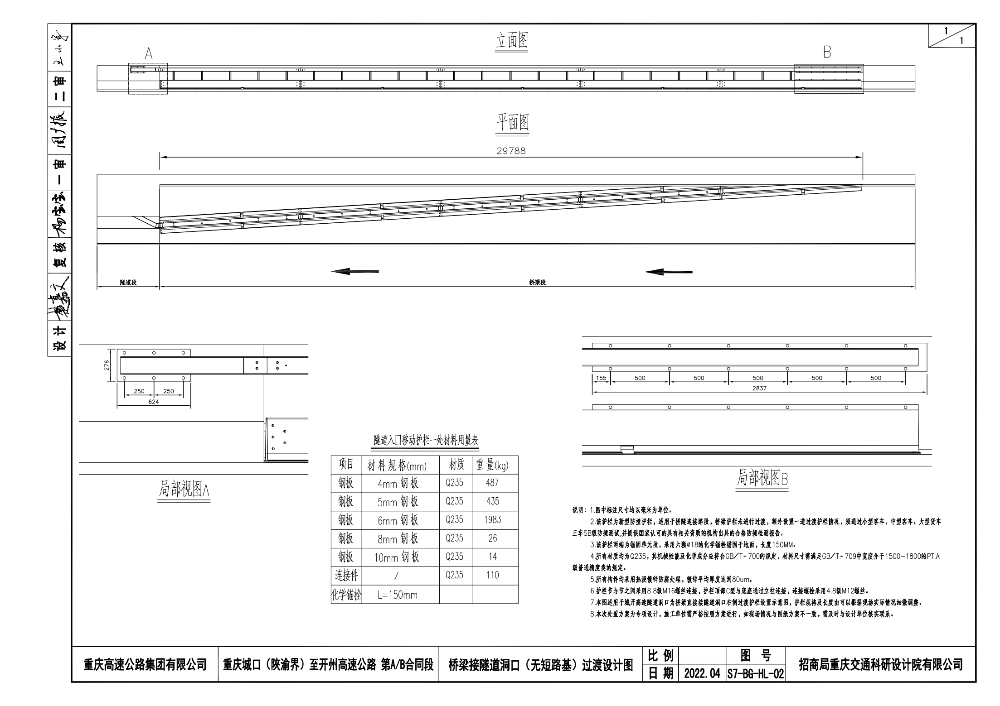 1
1
立面图
A
B
平面图
29788
隧道段
桥梁段
二审
一审
复核
设计
276
250
250
624
局部视图A
155
500
500
500
500
500
2837
局部视图B
隧道入口移动护栏一处材料用量表
项目 材料规格(mm) 材质 重量(kg)
钢板 4mm钢板 Q235 487
钢板 5mm钢板 Q235 435
钢板 6mm钢板 Q235 1983
钢板 8mm钢板 Q235 26
钢板 10mm钢板 Q235 14
连接件 / Q235 110
化学锚栓 L=150mm
说明：1.图中标注尺寸均以毫米为单位。
2.该护栏为新型防撞护栏，适用于桥隧连接路段，桥梁护栏未进行过渡，额外设置一道过渡护栏情况，须通过小型客车、中型客车、大型货车
三车SB级防撞测试,并提供国家认可的具有相关资质的机构出具的合格防撞检测报告。
3.该护栏两端为锚固单元段，采用六颗Ø18的化学锚栓锚固于地面，长度150MM。
4.所有材质均为Q235，其机械性能及化学成分应符合GB/T-700的规定，材料尺寸需满足GB/T-709中宽度介于1500-1800的PT.A
级普通精度类的规定。
5.所有构件均采用热浸镀锌防腐处理，镀锌平均厚度达到80um。
6.护栏节与节之间采用8.8级M16螺丝连接，护栏顶部C型与底座通过立柱连接，连接螺栓采用4.8级M12螺丝。
7.本图适用于城开高速隧道洞口为桥梁直接接隧道洞口右侧过渡护栏设置示意图，护栏规格及长度由可以根据现场实际情况细微调整。
8.本次处置方案为专项设计，施工单位需严格按照方案进行，如现场情况与图纸方案不一致，需及时与设计单位核实联系。
重庆高速公路集团有限公司
重庆城口（陕渝界）至开州高速公路 第A/B合同段
桥梁接隧道洞口（无短路基）过渡设计图
比例
图号
日期
2022.04
S7-BG-HL-02
招商局重庆交通科研设计院有限公司